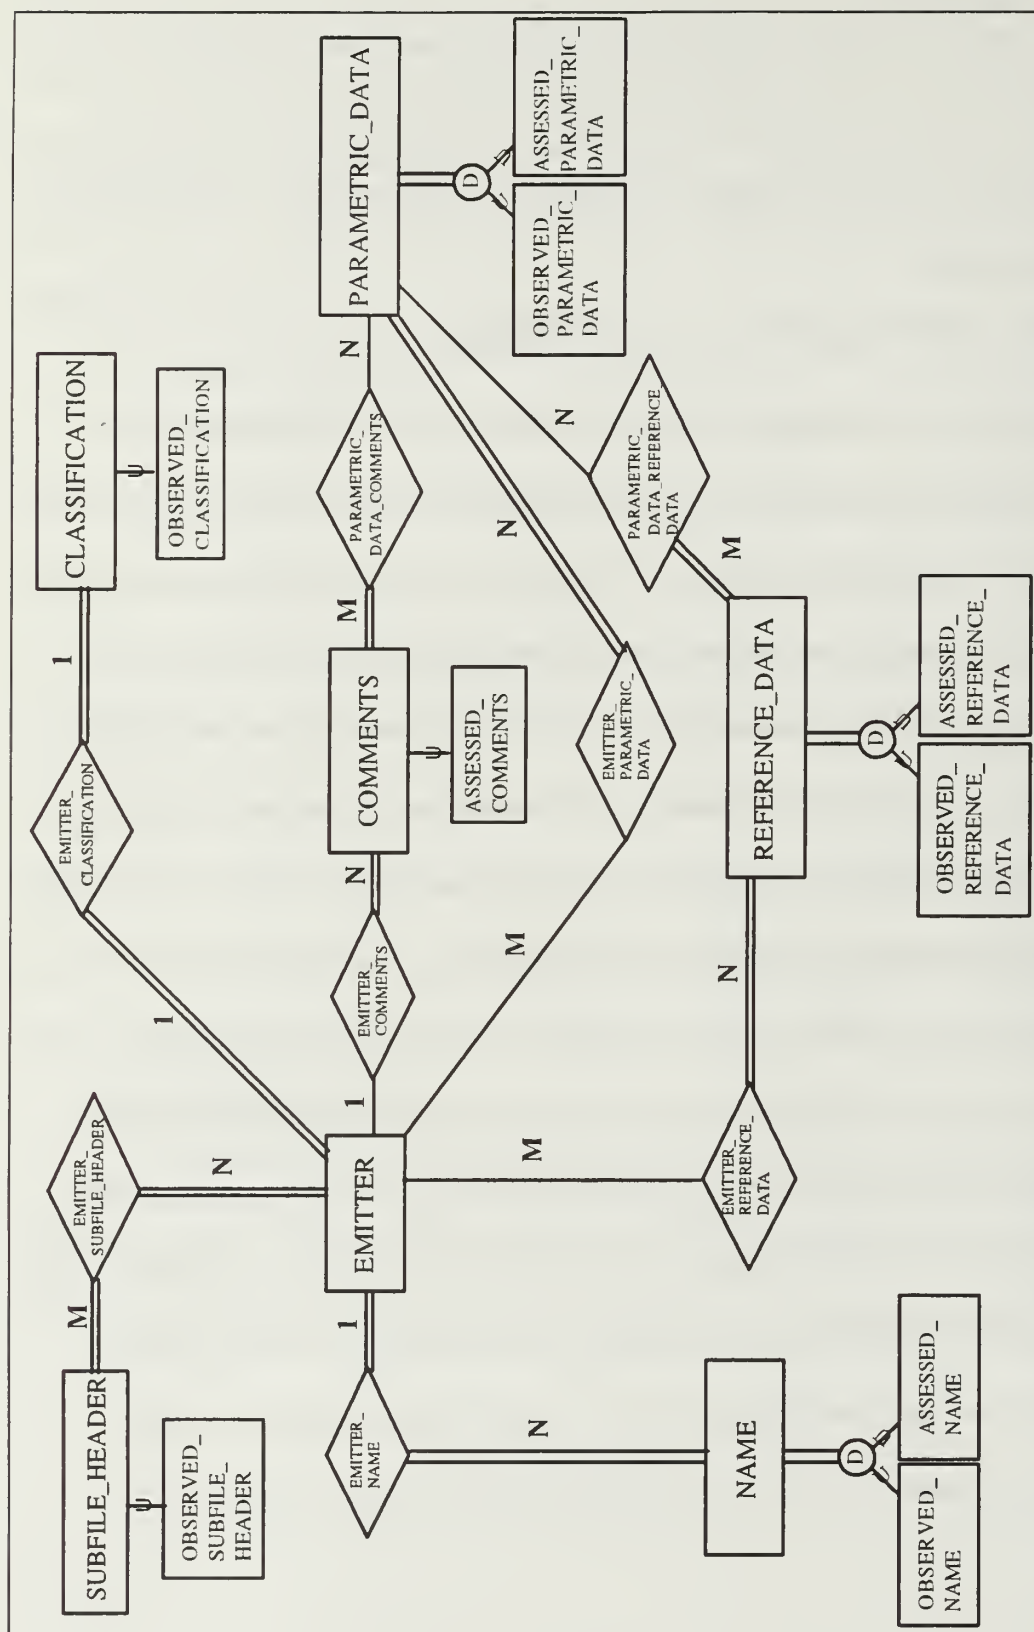 SUBFILE_HEADER
OBSERVED_
SUBFILE_
HEADER
M
EMITTER_
SUBFILE_HEADER
N
EMITTER_
CLASSIFICATION
1
1
CLASSIFICATION
OBSERVED_
CLASSIFICATION
EMITTER
1
EMITTER_
COMMENTS
N
COMMENTS
ASSESSED_
COMMENTS
M
PARAMETRIC_
DATA_COMMENTS
N
PARAMETRIC_DATA
D
U
U
OBSERVED_
PARAMETRIC_
DATA
ASSESSED_
PARAMETRIC_
DATA
1
EMITTER_
NAME
N
NAME
D
U
U
OBSERVED_
NAME
ASSESSED_
NAME
M
EMITTER_
PARAMETRIC_
DATA
N
M
EMITTER_
REFERENCE_
DATA
N
REFERENCE_DATA
D
U
U
OBSERVED_
REFERENCE_
DATA
ASSESSED_
REFERENCE_
DATA
M
PARAMETRIC_
DATA_REFERENCE_
DATA
N